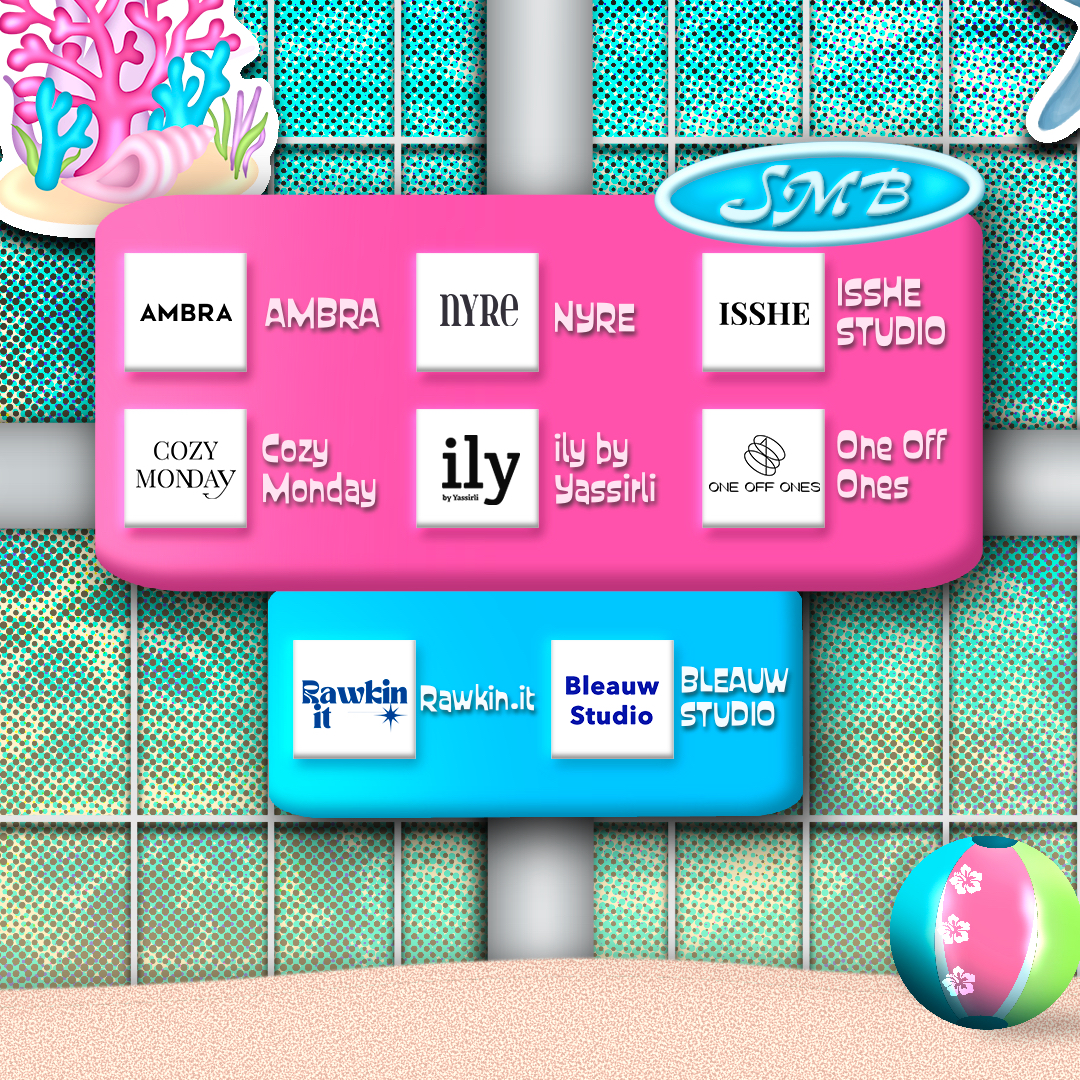 SMB
AMBRA
AMBRA
NYRE
NYRE
ISSHE
ISSHE
STUDIO
COZY
MONDAY
Cozy
Monday
ily
by Yassirli
ily by
Yassirli
ONE OFF ONES
One Off
Ones
Rawkin
it
Rawkin.it
Bleauw
Studio
BLEAUW
STUDIO